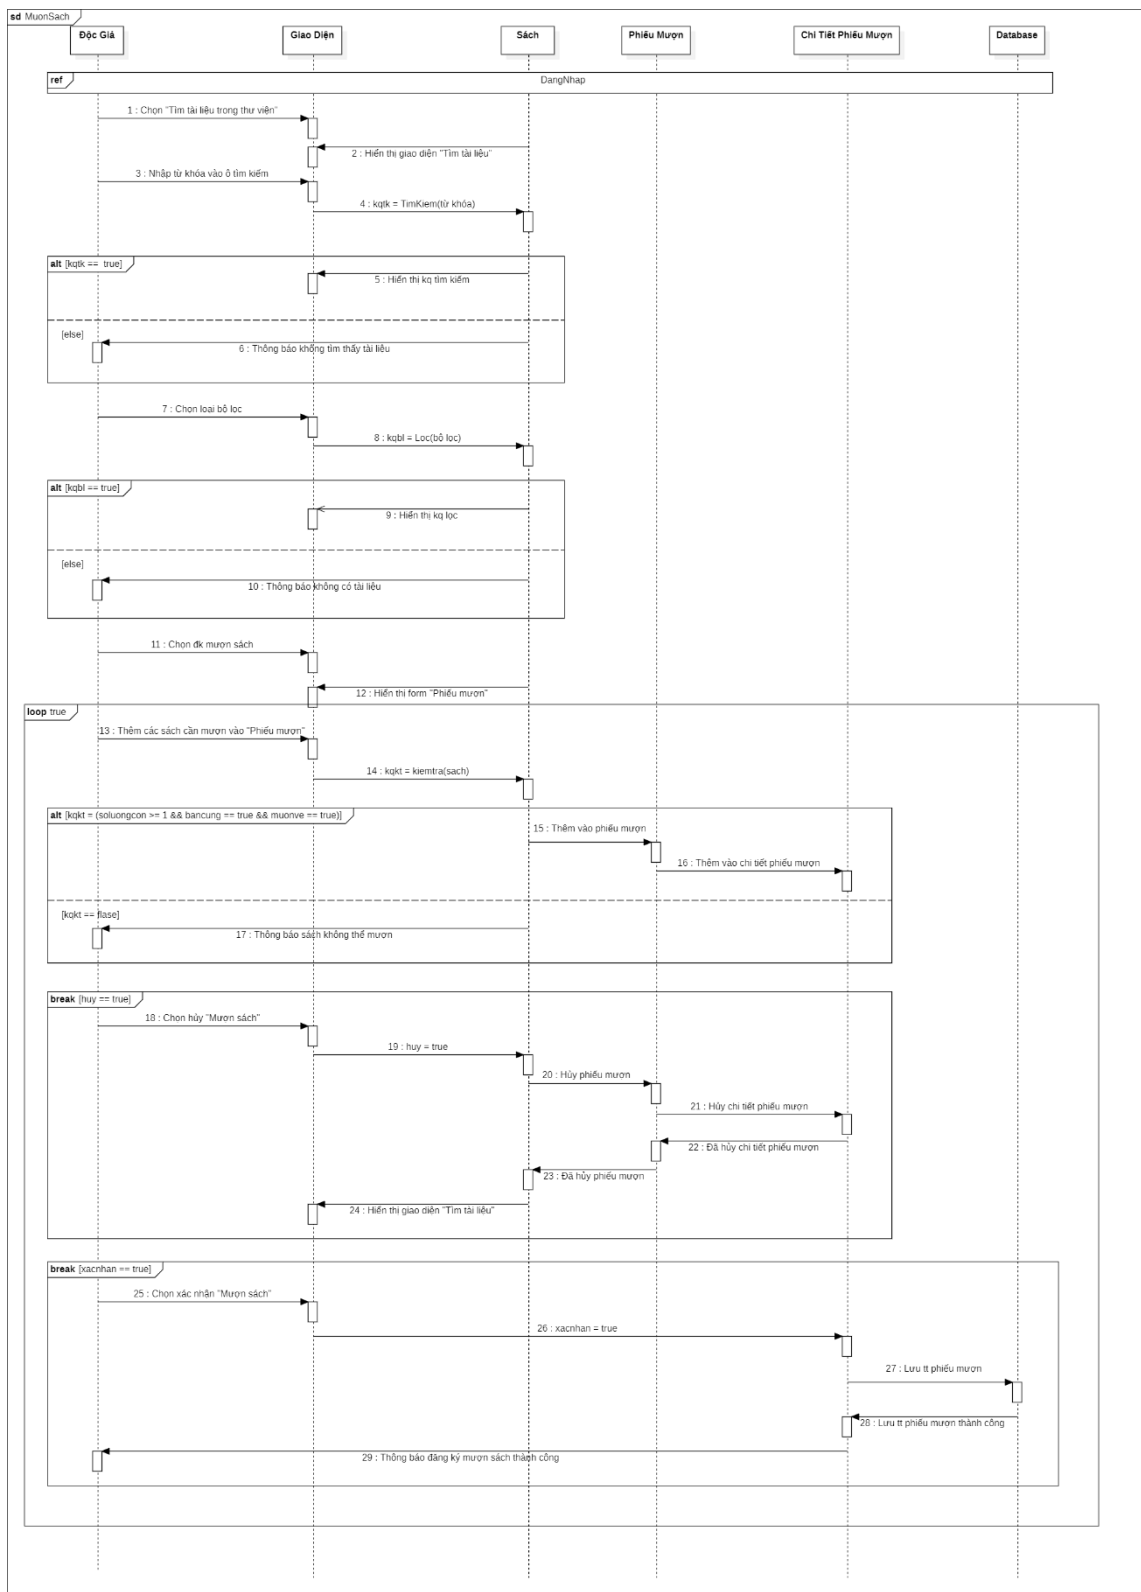 sd MuonSach
Độc Giả
Giao Diện
Sách
Phiếu Mượn
Chi Tiết Phiếu Mượn
Database
ref
DangNhap
1 : Chọn "Tìm tài liệu trong thư viện"
2 : Hiển thị giao diện "Tìm tài liệu"
3 : Nhập từ khóa vào ô tìm kiếm
4 : kqtk = TimKiem(từ khóa)
alt [kqtk == true]
5 : Hiển thị kq tìm kiếm
[else]
6 : Thông báo không tìm thấy tài liệu
7 : Chọn loại bộ lọc
8 : kqbl = Loc(bộ lọc)
alt [kqbl == true]
9 : Hiển thị kq lọc
[else]
10 : Thông báo không có tài liệu
11 : Chọn đk mượn sách
12 : Hiển thị form "Phiếu mượn"
loop true
13 : Thêm các sách cần mượn vào "Phiếu mượn"
14 : kqkt = kiemtra(sach)
alt [kqkt = (soluongcon >= 1 && bancung == true && muonve == true)]
15 : Thêm vào phiếu mượn
16 : Thêm vào chi tiết phiếu mượn
[kqkt == flase]
17 : Thông báo sách không thể mượn
break [huy == true]
18 : Chọn hủy "Mượn sách"
19 : huy = true
20 : Hủy phiếu mượn
21 : Hủy chi tiết phiếu mượn
22 : Đã hủy chi tiết phiếu mượn
23 : Đã hủy phiếu mượn
24 : Hiển thị giao diện "Tìm tài liệu"
break [xacnhan == true]
25 : Chọn xác nhận "Mượn sách"
26 : xacnhan = true
27 : Lưu tt phiếu mượn
28 : Lưu tt phiếu mượn thành công
29 : Thông báo đăng ký mượn sách thành công